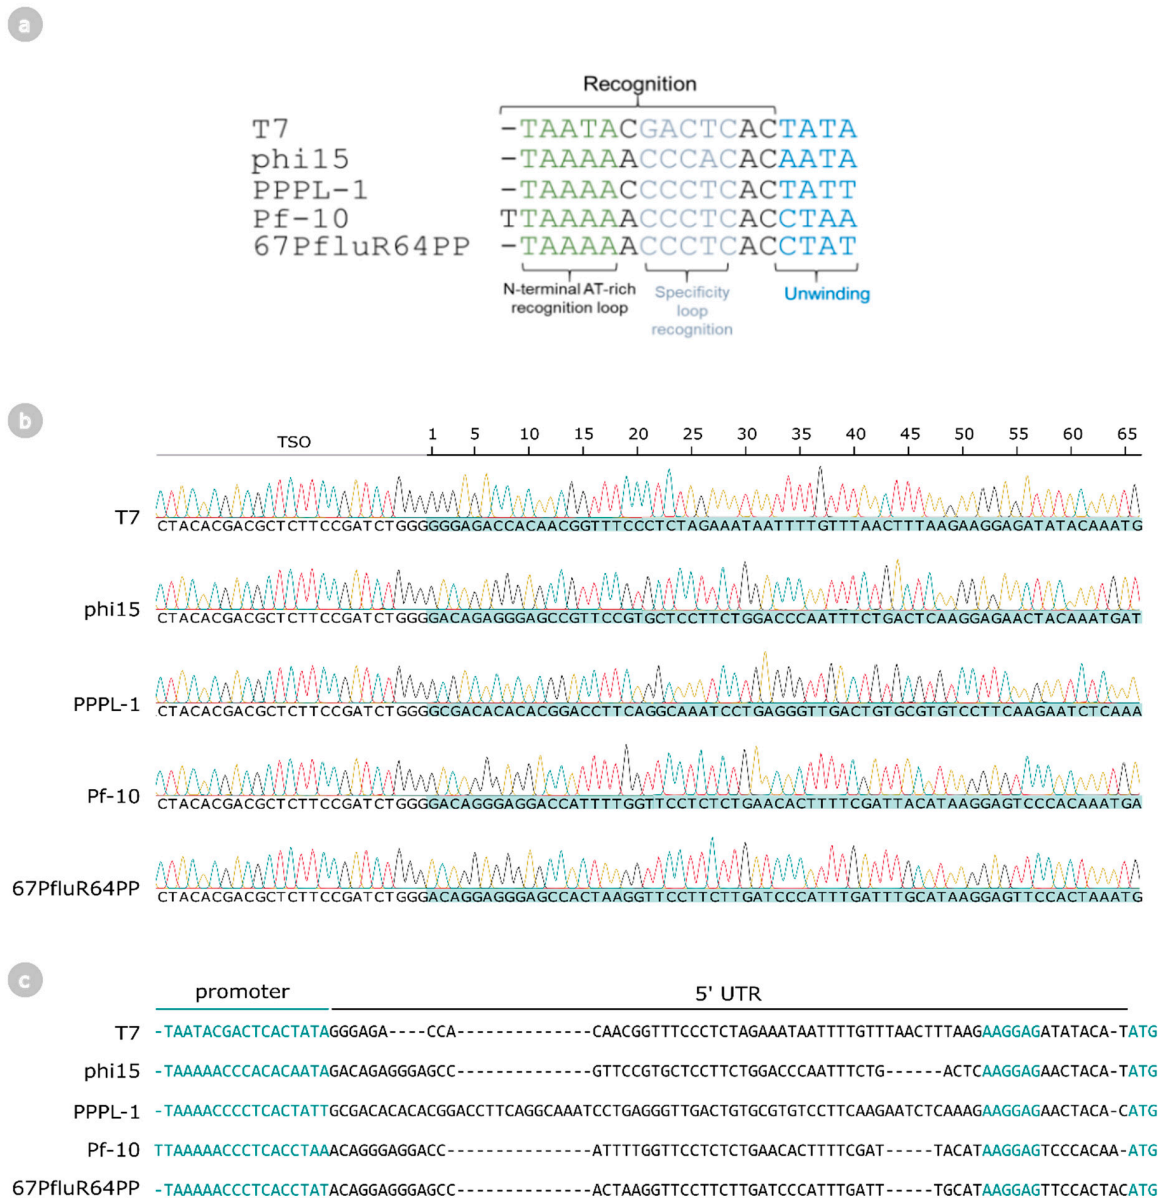 a
Recognition
T7 -TAATACGACTCACTATA
phi15 -TAAAAACCCACACAATA
PPPL-1 -TAAAACCCCTCACTATT
Pf-10 TTAAAAACCCTCACCTAA
67PfluR64PP -TAAAAACCCTCACCTAT
N-terminal AT-rich recognition loop
Specificity loop recognition
Unwinding
b
TSO 1 5 10 15 20 25 30 35 40 45 50 55 60 65
T7 CTACACGACGCTCTTCCGATCTGGGGGGAGACCACAACGGTTTCCCTCTAGAAATAATTTTGTTTAACTTTAAGAAGGAGATATACAAATG
phi15 CTACACGACGCTCTTCCGATCTGGGGACAGAGGGAGCCGTTCCGTGCTCCTTCTGGACCCAATTTCTGACTCAAGGAGAACTACAAATGAT
PPPL-1 CTACACGACGCTCTTCCGATCTGGGGCGACACACACGGACCTTCAGGCAAATCCTGAGGGTTGACTGTGCGTGTCCTTCAAGAATCTCAAA
Pf-10 CTACACGACGCTCTTCCGATCTGGGGACAGGGAGGACCATTTTGGTTCCTCTCTGAACACTTTTCGATTACATAAGGAGTCCCACAAATGA
67PfluR64PP CTACACGACGCTCTTCCGATCTGGGACAGGAGGGAGCCACTAAGGTTCCTTCTTGATCCCATTTGATTTGCATAAGGAGTTCCACTAAATG
c
promoter 5' UTR
T7 -TAATACGACTCACTATAGGGAGA----CCA-------------CAACGGTTTCCCTCTAGAAATAATTTTGTTTAACTTTAAGAAGGAGATATACA-TATG
phi15 -TAAAAACCCACACAATAGACAGAGGGAGCC-------------GTTCCGTGCTCCTTCTGGACCCAATTTCTG------ACTCAAGGAGAACTACA-TATG
PPPL-1 -TAAAACCCCTCACTATTGCGACACACACGGACCTTCAGGCAAATCCTGAGGGTTGACTGTGCGTGTCCTTCAAGAATCTCAAAGAAGGAGAACTACA-CATG
Pf-10 TTAAAAACCCTCACCTAAACAGGGAGGACC-------------ATTTTGGTTCCTCTCTGAACACTTTTCGAT-----TACATAAGGAGTCCCACAA-ATG
67PfluR64PP -TAAAAACCCTCACCTATACAGGAGGGAGCC-------------ACTAAGGTTCCTTCTTGATCCCATTTGATT-----TGCATAAGGAGTTCCACTACATG